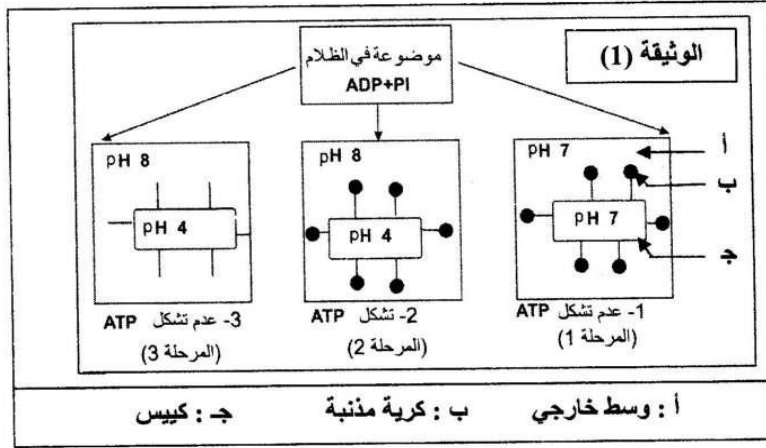 الوثيقة (1)
موضوعة في الظلام
ADP+PI
pH 7
أ
ب
pH 7
ج
1- عدم تشكل ATP
(المرحلة 1)
pH 8
pH 4
2- تشكل ATP
(المرحلة 2)
pH 8
pH 4
3- عدم تشكل ATP
(المرحلة 3)
أ : وسط خارجي ب : كرية مذنبة جـ : كييس